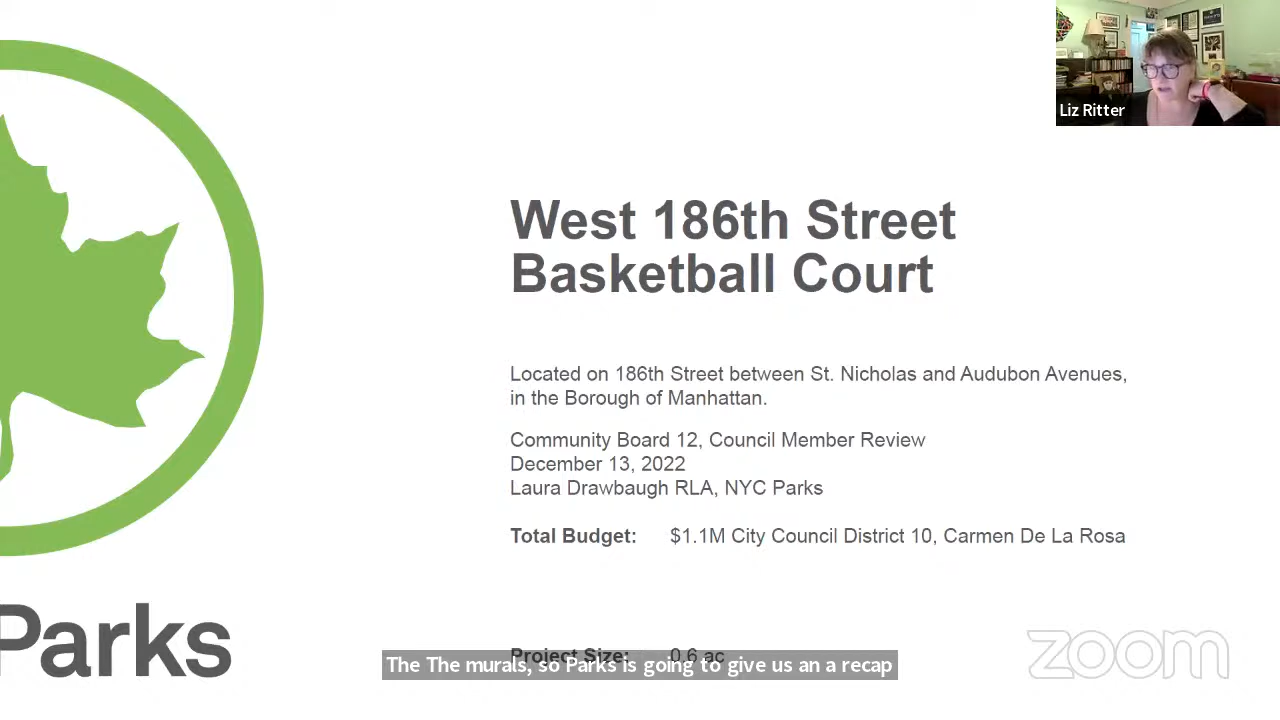 Liz Ritter
West 186th Street
Basketball Court
Located on 186th Street between St. Nicholas and Audubon Avenues,
in the Borough of Manhattan.
Community Board 12, Council Member Review
December 13, 2022
Laura Drawbaugh RLA, NYC Parks
Total Budget: $1.1M City Council District 10, Carmen De La Rosa
Project Size: 0.6 ac
The The murals, so Parks is going to give us an a recap
Parks
zoom